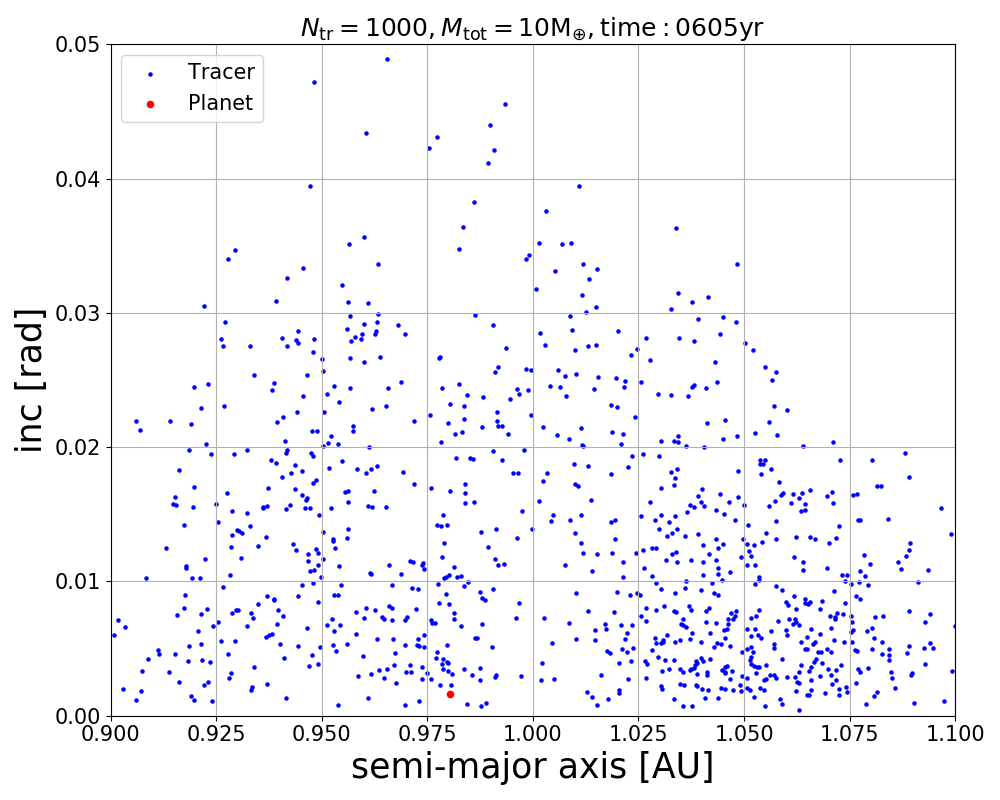 N_tr = 1000, M_tot = 10M_⊕, time : 0605yr
Tracer
Planet
inc [rad]
0.05
0.04
0.03
0.02
0.01
0.00
0.900 0.925 0.950 0.975 1.000 1.025 1.050 1.075 1.100
semi-major axis [AU]